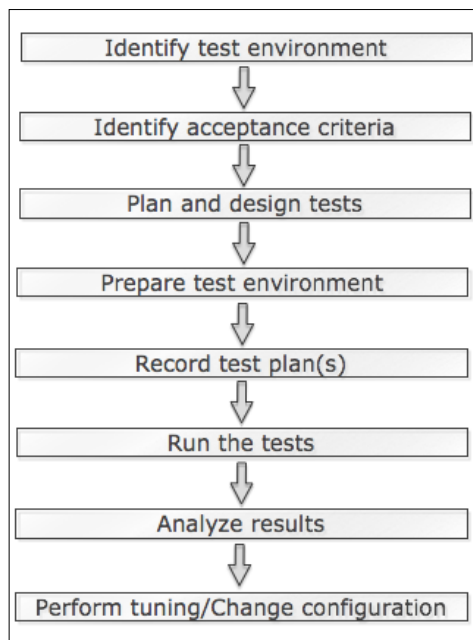 Identify test environment
Identify acceptance criteria
Plan and design tests
Prepare test environment
Record test plan(s)
Run the tests
Analyze results
Perform tuning/Change configuration